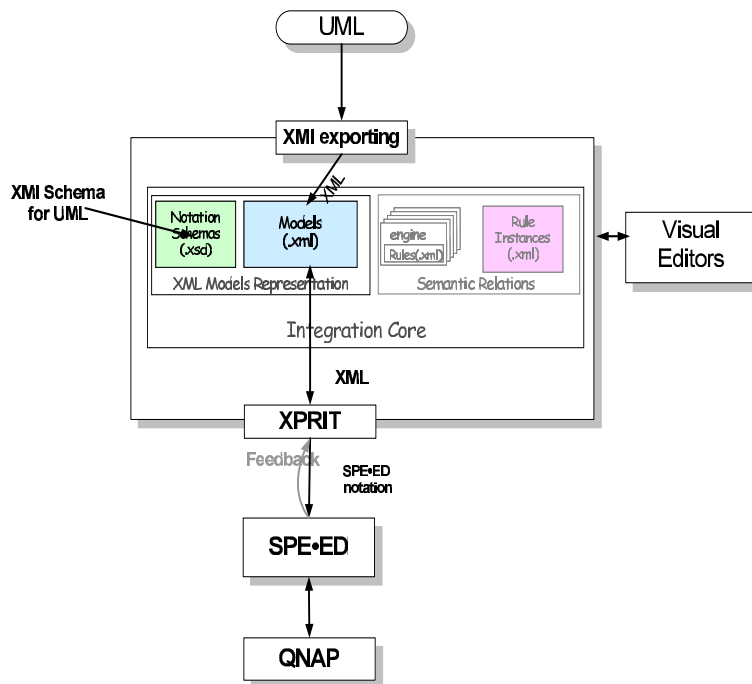 UML
XMI exporting
XML
XMI Schema
for UML
Notation
Schemas
(.xsd)
Models
(.xml)
engine
Rules(.xml)
Rule
Instances
(.xml)
XML Models Representation
Semantic Relations
Integration Core
Visual
Editors
XML
XPRIT
Feedback
SPE•ED
notation
SPE•ED
QNAP